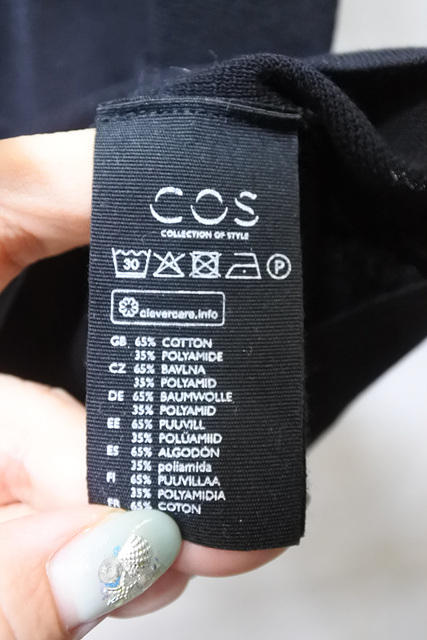 COS
COLLECTION OF STYLE
30 P
clevercare.info
GB 65% COTTON
35% POLYAMIDE
CZ 65% BAVLNA
35% POLYAMID
DE 65% BAUMWOLLE
35% POLYAMID
EE 65% PUUVILL
35% POLÜAMIID
ES 65% ALGODÓN
35% poliamida
FI 65% PUUVILLAA
35% POLYAMIDIA
FR 65% COTON